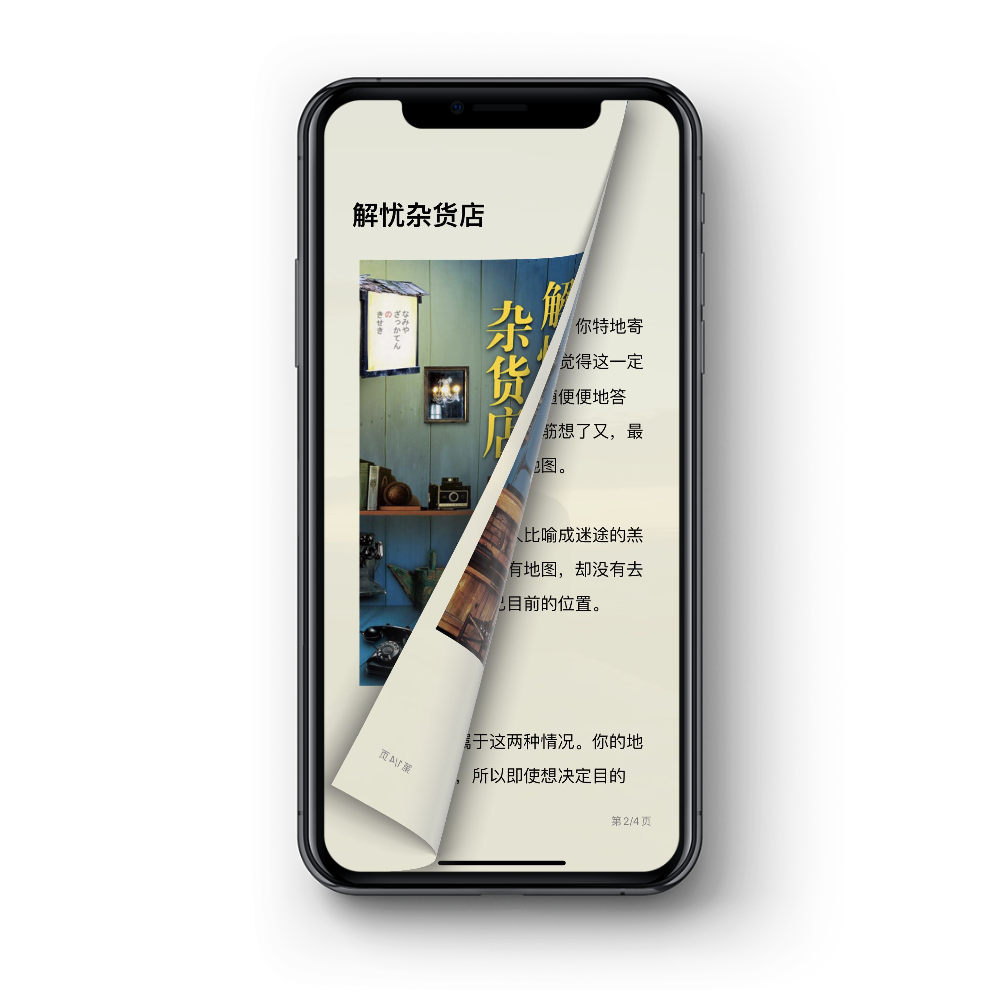 解忧杂货店
なみや
ざっかてん
の
きせき
解
杂货店
你特地寄
觉得这一定
便便地答
筋想了又，最
图。
比喻成迷途的羔
有地图，却没有去
目前的位置。
属于这两种情况。你的地
，所以即使想决定目的
第2/4页